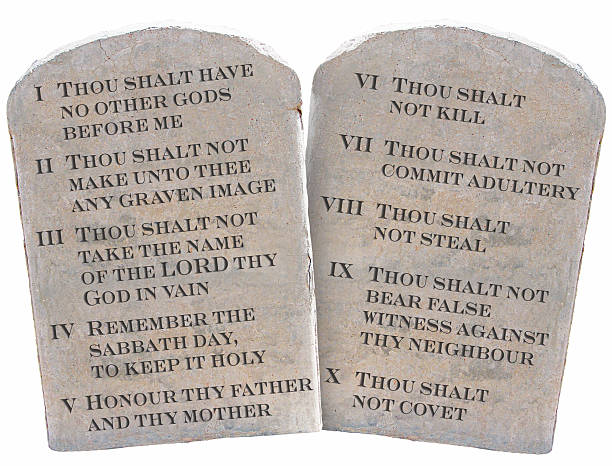 I Thou shalt have
no other gods
before me
II Thou shalt not
make unto thee
any graven image
III Thou shalt not
take the name
of the LORD thy
God in vain
IV Remember the
Sabbath day,
to keep it holy
V Honour thy father
and thy mother
VI Thou shalt
not kill
VII Thou shalt not
commit adultery
VIII Thou shalt
not steal
IX Thou shalt not
bear false
witness against
thy neighbour
X Thou shalt
not covet